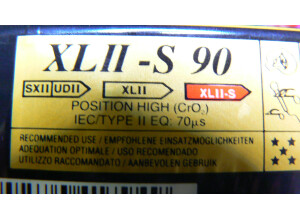 XLII -S 90
SXII UDII XLII XLII-S
POSITION HIGH (CrO₂)
IEC/TYPE II EQ: 70µs
RECOMMENDED USE / EMPFOHLENE EINSATZMÖGLICHKEITEN
ADEQUATION OPTIMALE / USO RECOMENDADO
UTILIZZO RACCOMANDATO / AANBEVOLEN GEBRUIK